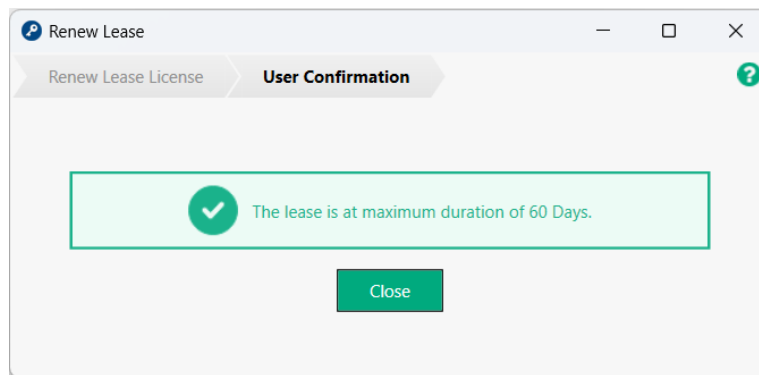 Renew Lease
Renew Lease License
User Confirmation
?
The lease is at maximum duration of 60 Days.
Close